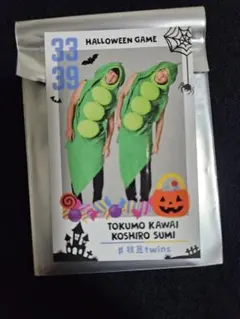 33
39
HALLOWEEN GAME
TOKUMO KAWAI
KOSHIRO SUMI
#枝豆twins